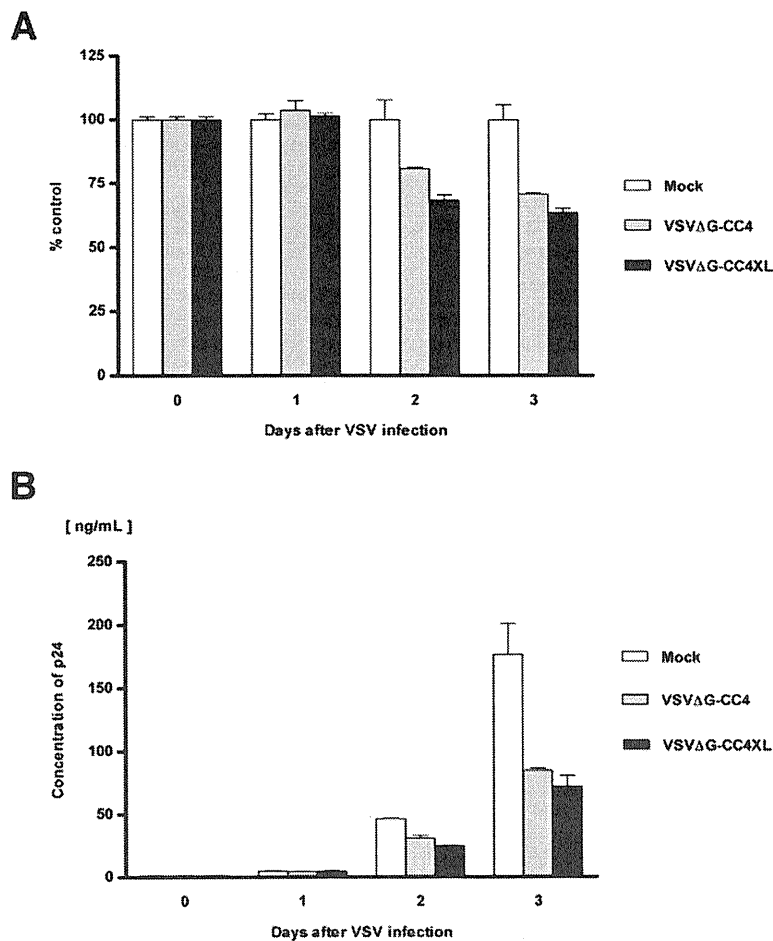 A
125
100
75
50
25
0
% control
0 1 2 3
Days after VSV infection
Mock
VSVΔG-CC4
VSVΔG-CC4XL
B
[ ng/mL ]
250
200
150
100
50
0
Concentration of p24
0 1 2 3
Days after VSV infection
Mock
VSVΔG-CC4
VSVΔG-CC4XL